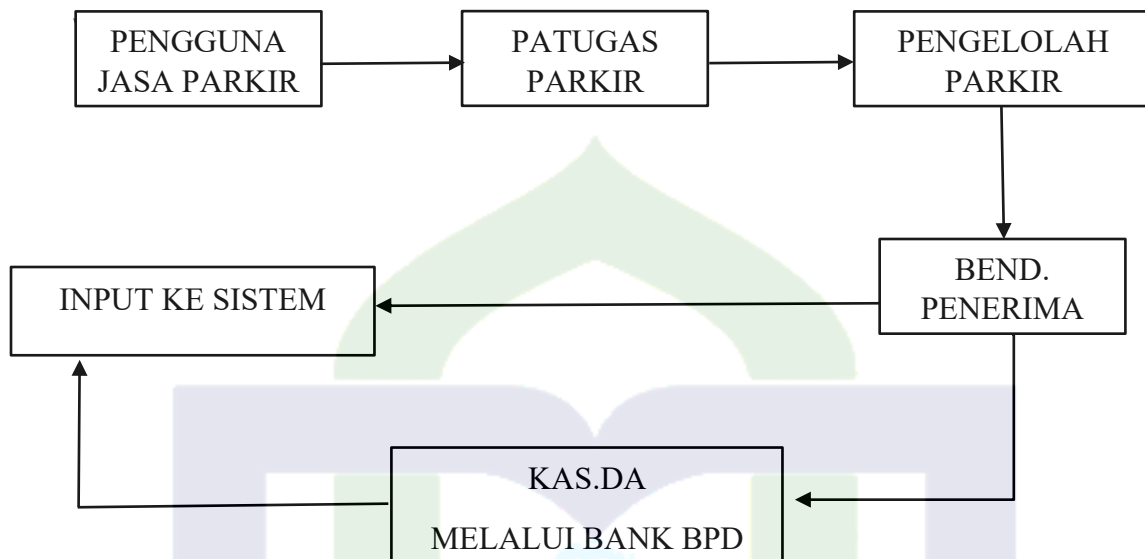 PENGGUNA
JASA PARKIR
PATUGAS
PARKIR
PENGELOLAH
PARKIR
BEND.
PENERIMA
INPUT KE SISTEM
KAS.DA
MELALUI BANK BPD